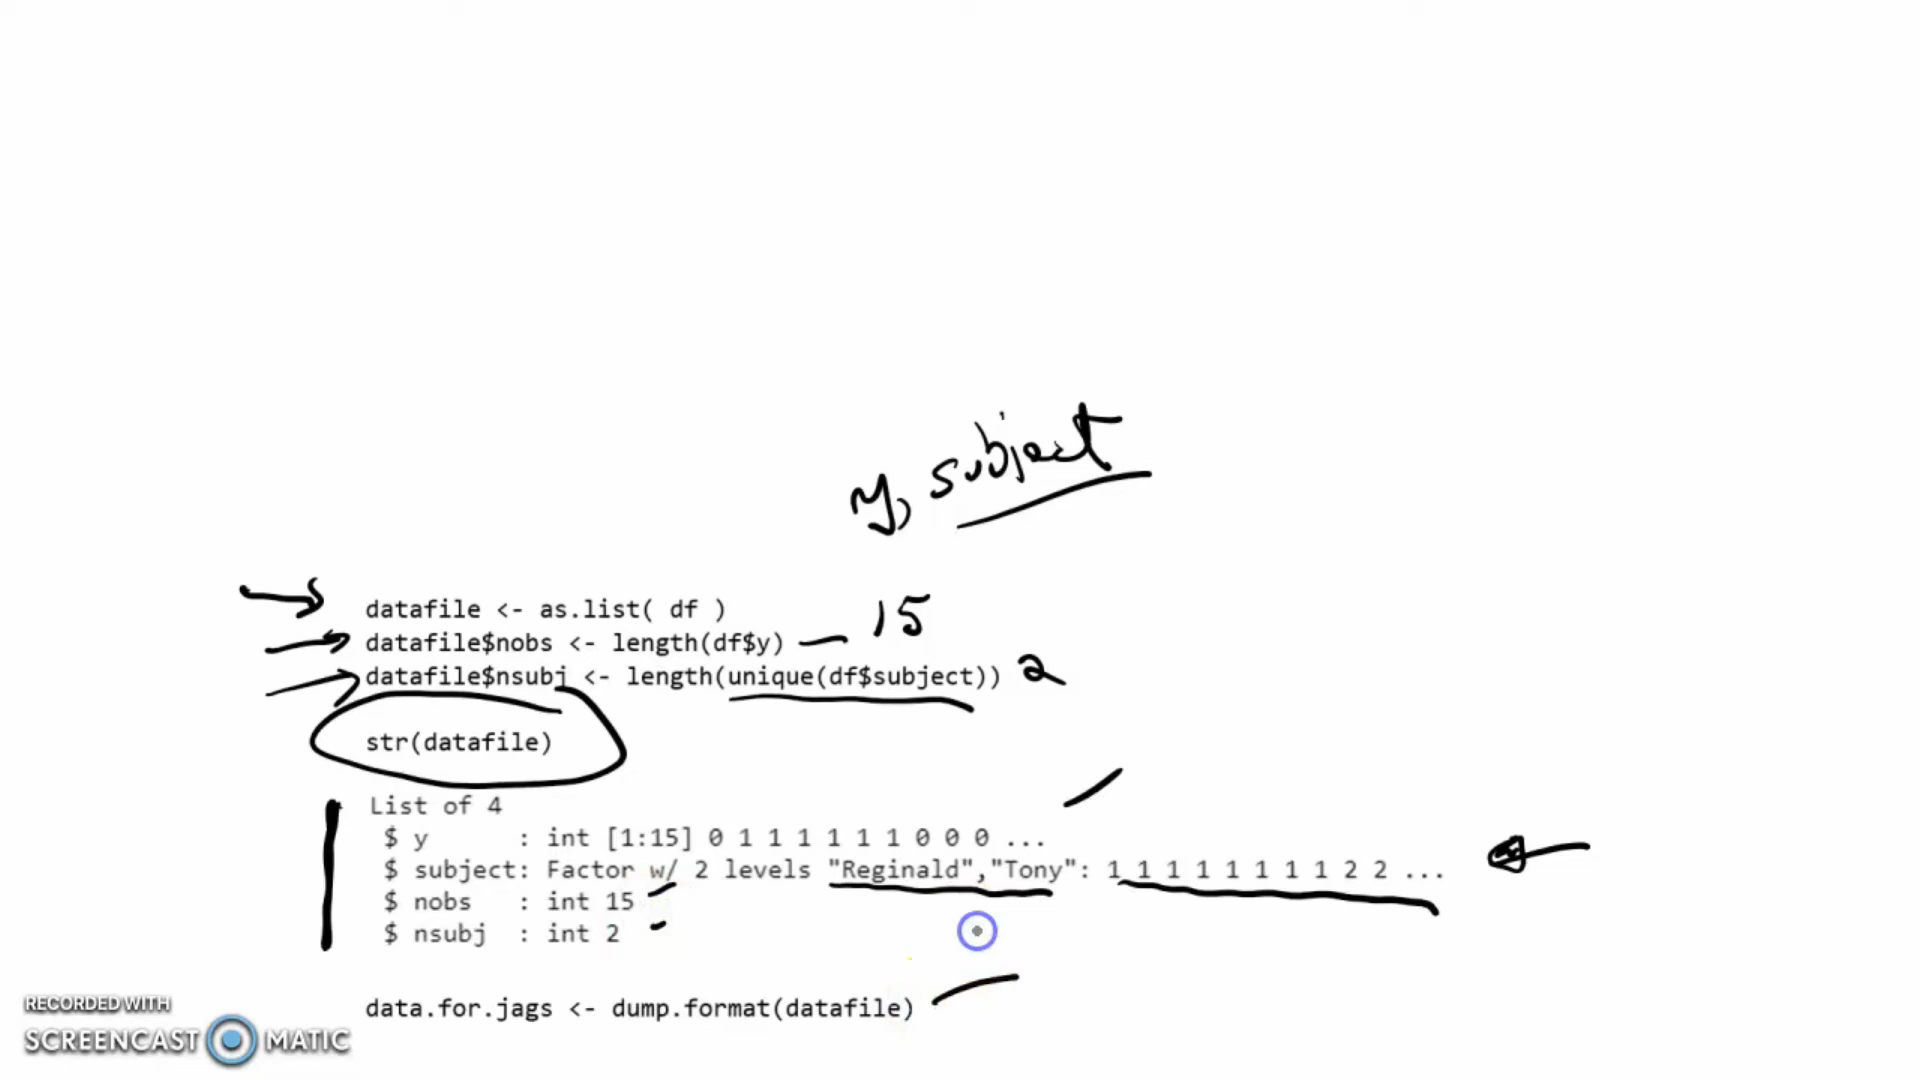 y, subject
datafile <- as.list( df )
15
datafile$nobs <- length(df$y)
datafile$nsubj <- length(unique(df$subject)) 2
str(datafile)
List of 4
$ y : int [1:15] 0 1 1 1 1 1 1 0 0 0 ...
$ subject: Factor w/ 2 levels "Reginald","Tony": 1 1 1 1 1 1 1 1 2 2 ...
$ nobs : int 15
$ nsubj : int 2
data.for.jags <- dump.format(datafile)
RECORDED WITH
SCREENCAST MATIC